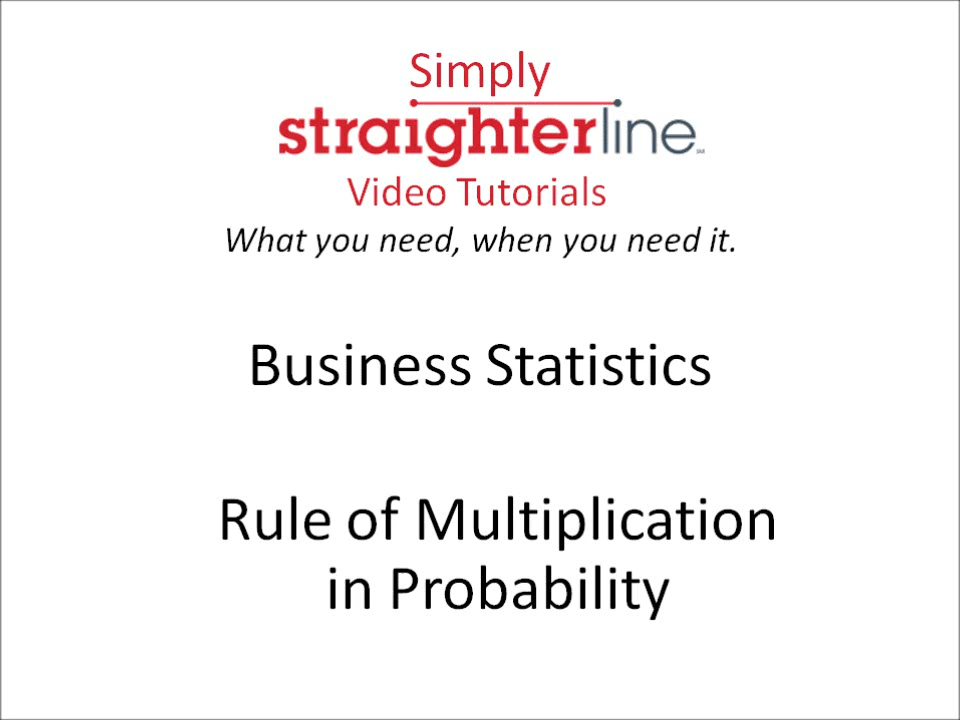 Simply
straighterline
Video Tutorials
What you need, when you need it.
Business Statistics
Rule of Multiplication
in Probability